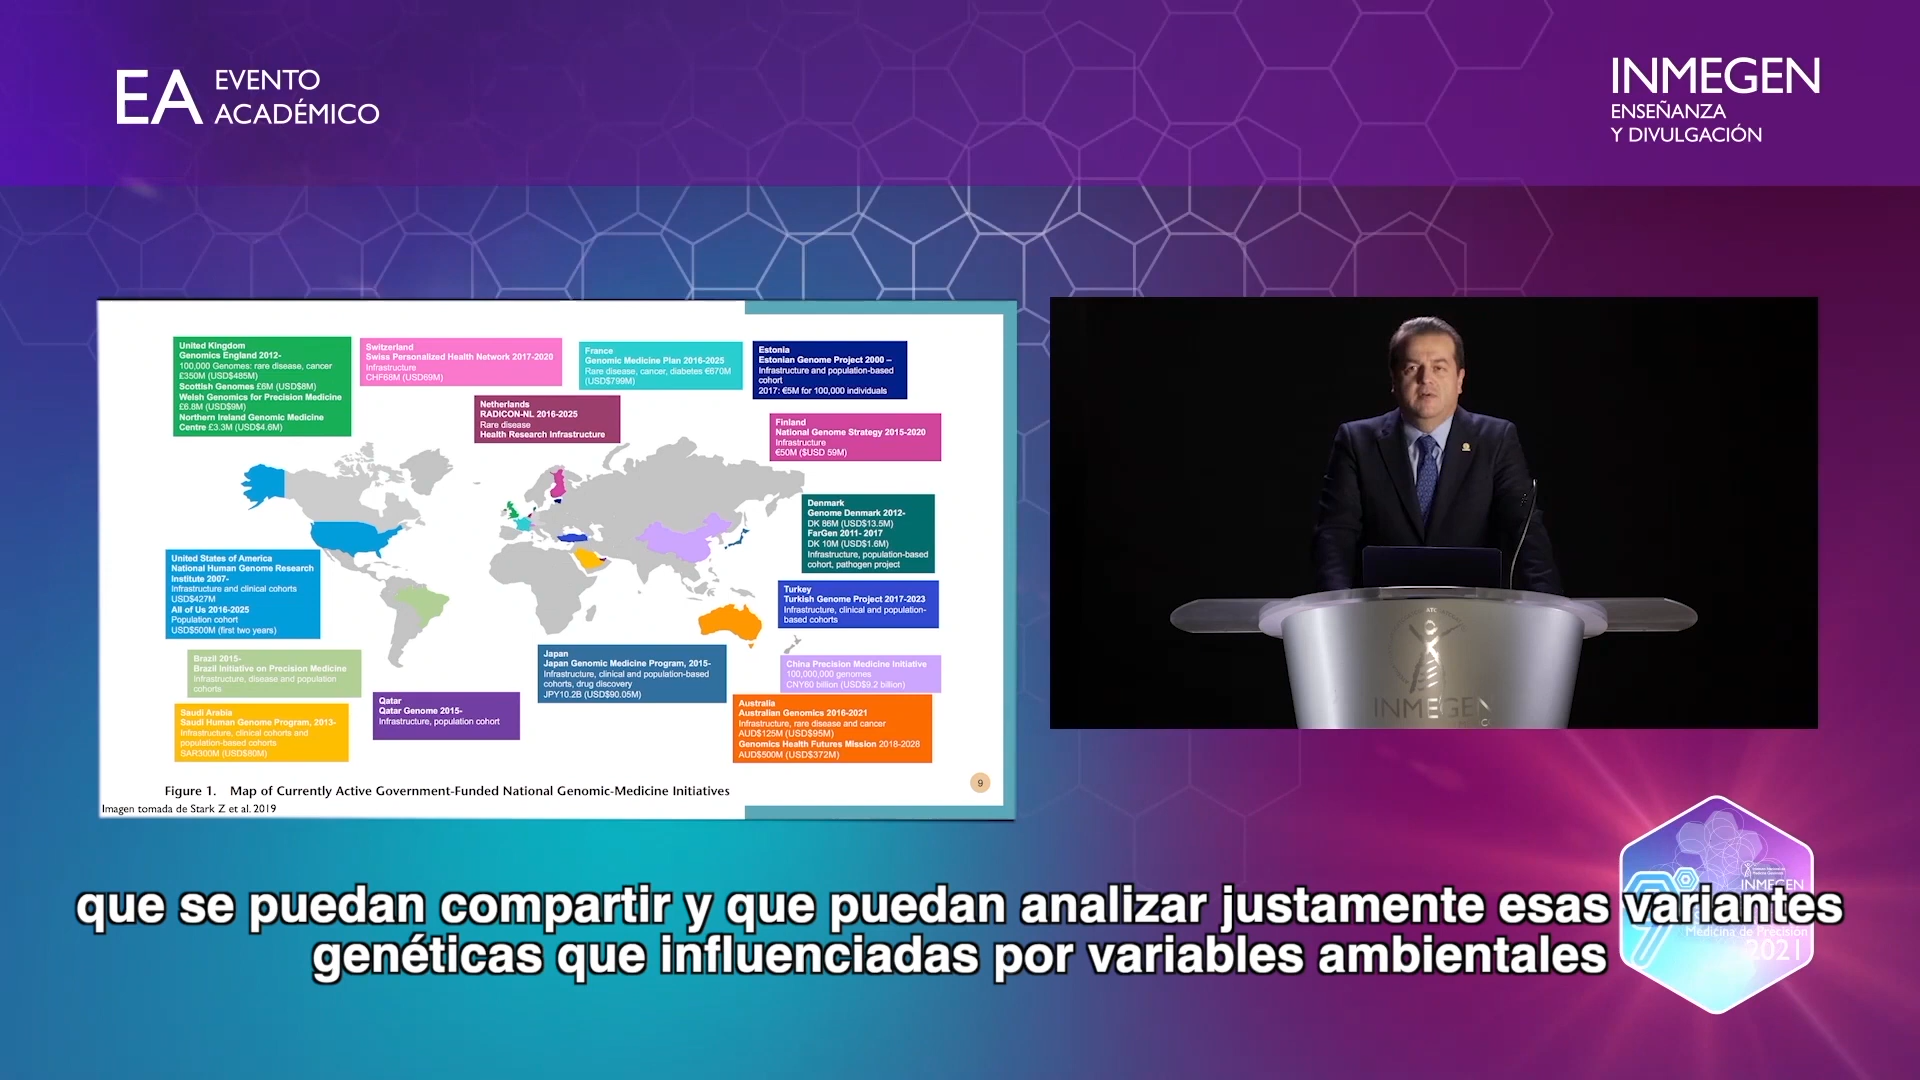 EA EVENTO
ACADÉMICO
INMEGEN
ENSEÑANZA
Y DIVULGACIÓN
United Kingdom
Genomics England 2012-
100,000 Genomes: rare disease, cancer
£350M (USD$485M)
Scottish Genomes £6M (USD$8M)
Welsh Genomics for Precision Medicine
£6.8M (USD$9M)
Northern Ireland Genomic Medicine
Centre £3.3M (USD$4.6M)
Switzerland
Swiss Personalized Health Network 2017-2020
Infrastructure
CHF68M (USD69M)
France
Genomic Medicine Plan 2016-2025
Rare disease, cancer, diabetes €670M
(USD$799M)
Estonia
Estonian Genome Project 2000 –
Infrastructure and population-based
cohort
2017: €5M for 100,000 individuals
Netherlands
RADICON-NL 2016-2025
Rare disease
Health Research Infrastructure
Finland
National Genome Strategy 2015-2020
Infrastructure
€50M ($USD 59M)
Denmark
Genome Denmark 2012-
DK 86M (USD$13.5M)
FarGen 2011- 2017
DK 10M (USD$1.6M)
Infrastructure, population-based
cohort, pathogen project
United States of America
National Human Genome Research
Institute 2007-
Infrastructure and clinical cohorts
USD$427M
All of Us 2016-2025
Population cohort
USD$500M (first two years)
Turkey
Turkish Genome Project 2017-2023
Infrastructure, clinical and population-
based cohorts
Brazil 2015-
Brazil Initiative on Precision Medicine
Infrastructure, disease and population
cohorts
Japan
Japan Genomic Medicine Program, 2015-
Infrastructure, clinical and population-based
cohorts, drug discovery
JPY10.2B (USD$90.05M)
China Precision Medicine Initiative
100,000,000 genomes
CNY60 billion (USD$9.2 billion)
Saudi Arabia
Saudi Human Genome Program, 2013-
Infrastructure, clinical cohorts and
population-based cohorts
SAR300M (USD$80M)
Qatar
Qatar Genome 2015-
Infrastructure, population cohort
Australia
Australian Genomics 2016-2021
Infrastructure, rare disease and cancer
AUD$125M (USD$95M)
Genomics Health Futures Mission 2018-2028
AUD$500M (USD$372M)
Figure 1. Map of Currently Active Government-Funded National Genomic-Medicine Initiatives
9
Imagen tomada de Stark Z et al. 2019
INMEGEN
INMEGEN
9°
Medicina de Precisión
2021
que se puedan compartir y que puedan analizar justamente esas variantes
genéticas que influenciadas por variables ambientales